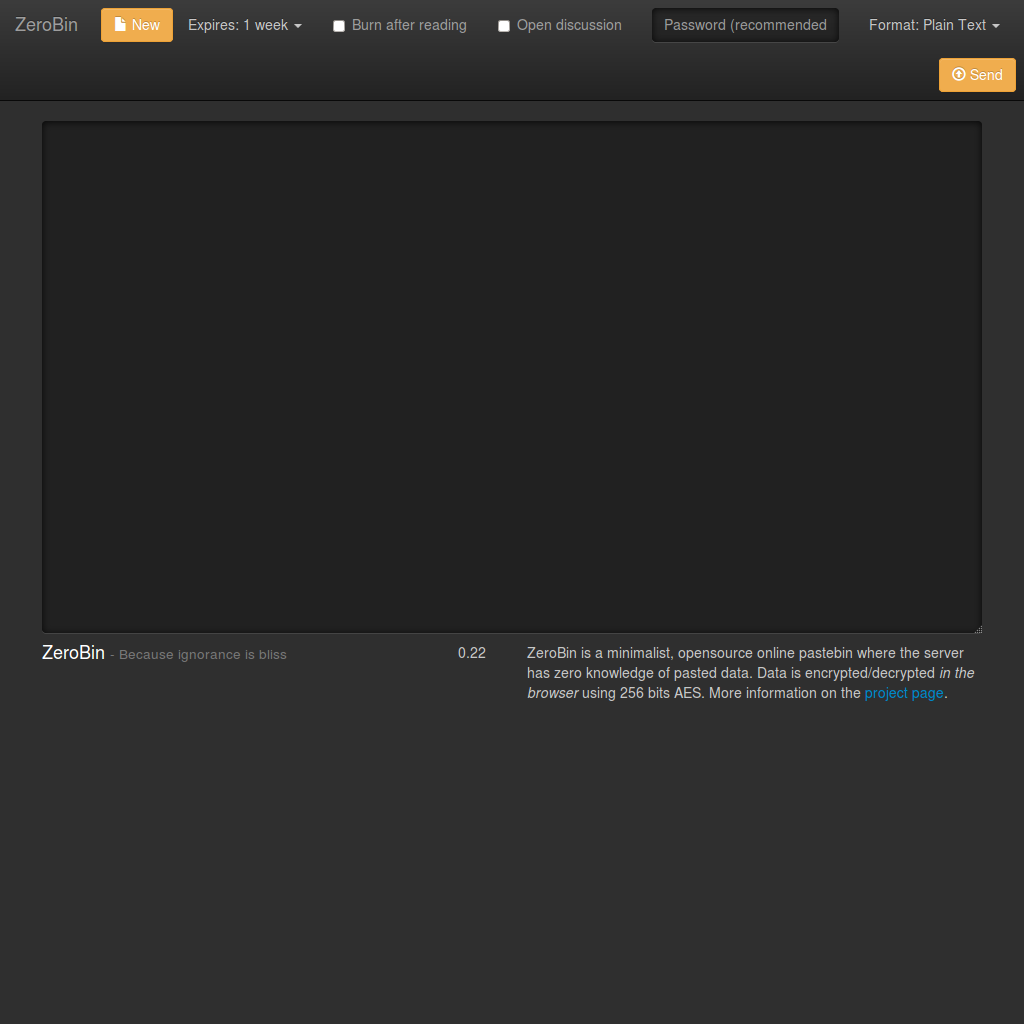 ZeroBin New Expires: 1 week Burn after reading Open discussion Password (recommended Format: Plain Text
Send
ZeroBin - Because ignorance is bliss 0.22
ZeroBin is a minimalist, opensource online pastebin where the server
has zero knowledge of pasted data. Data is encrypted/decrypted in the
browser using 256 bits AES. More information on the project page.